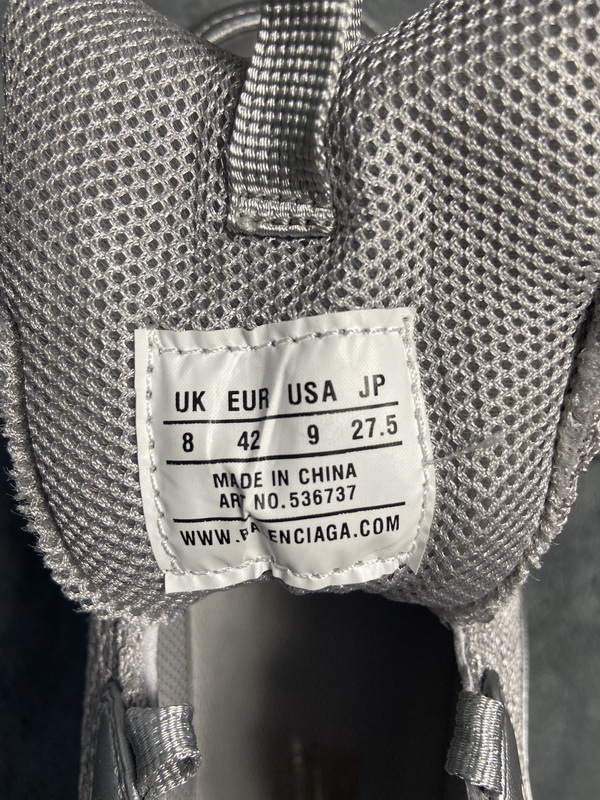 UK EUR USA JP
8 42 9 27.5
MADE IN CHINA
ART NO.536737
WWW.BALENCIAGA.COM